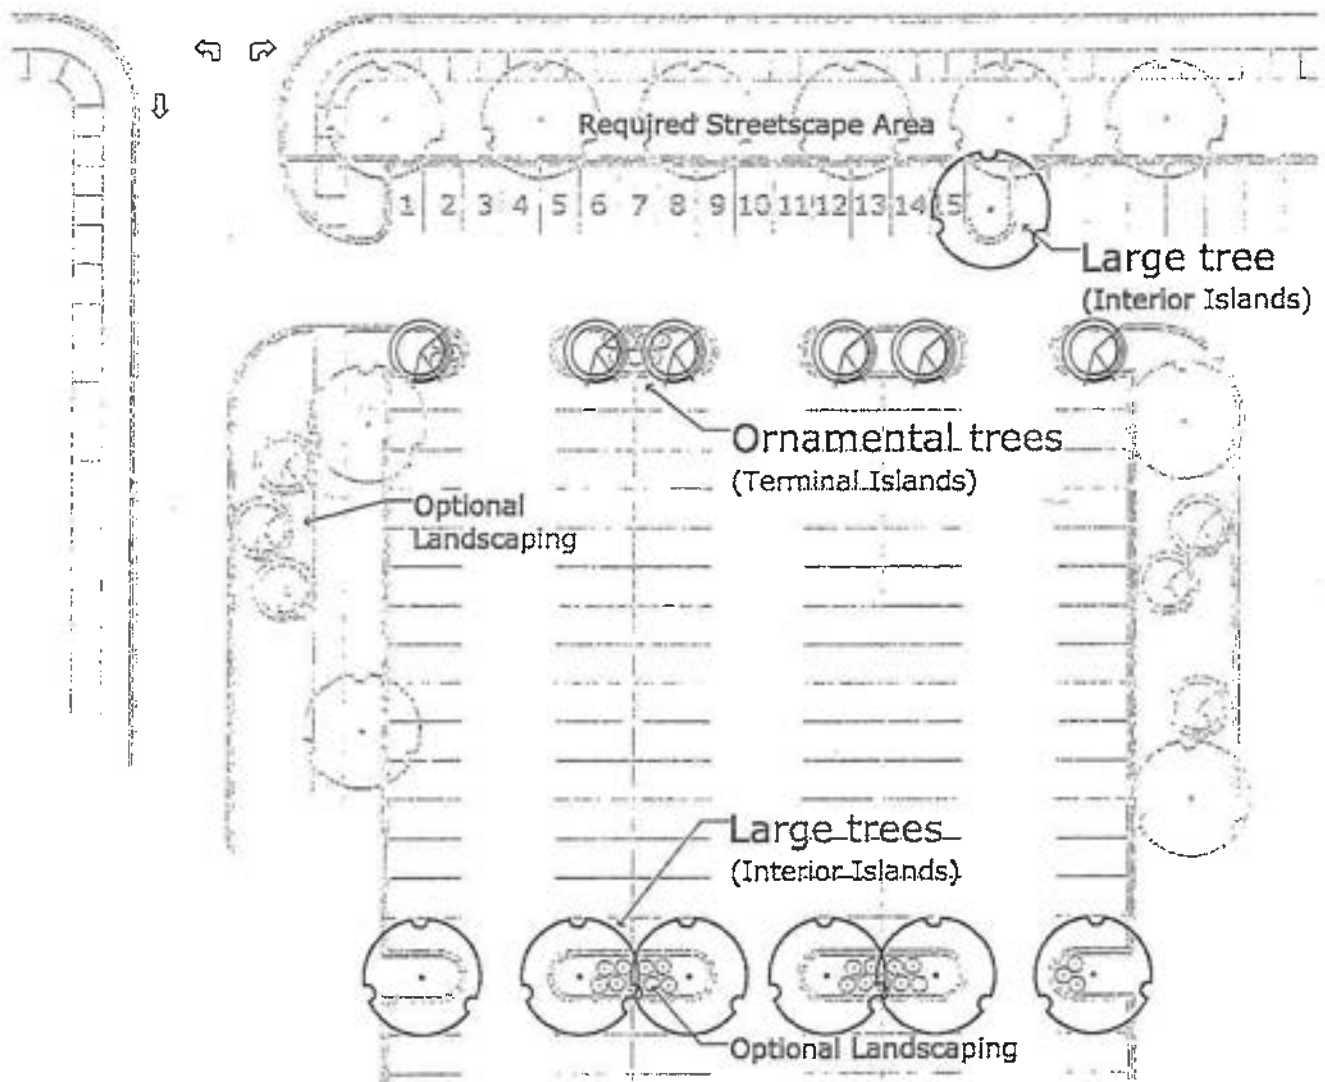 Required Streetscape Area
1 2 3 4 5 6 7 8 9 10 11 12 13 14 15
Large tree
(Interior Islands)
Ornamental trees
(Terminal Islands)
Optional
Landscaping
Large trees
(Interior Islands)
Optional Landscaping